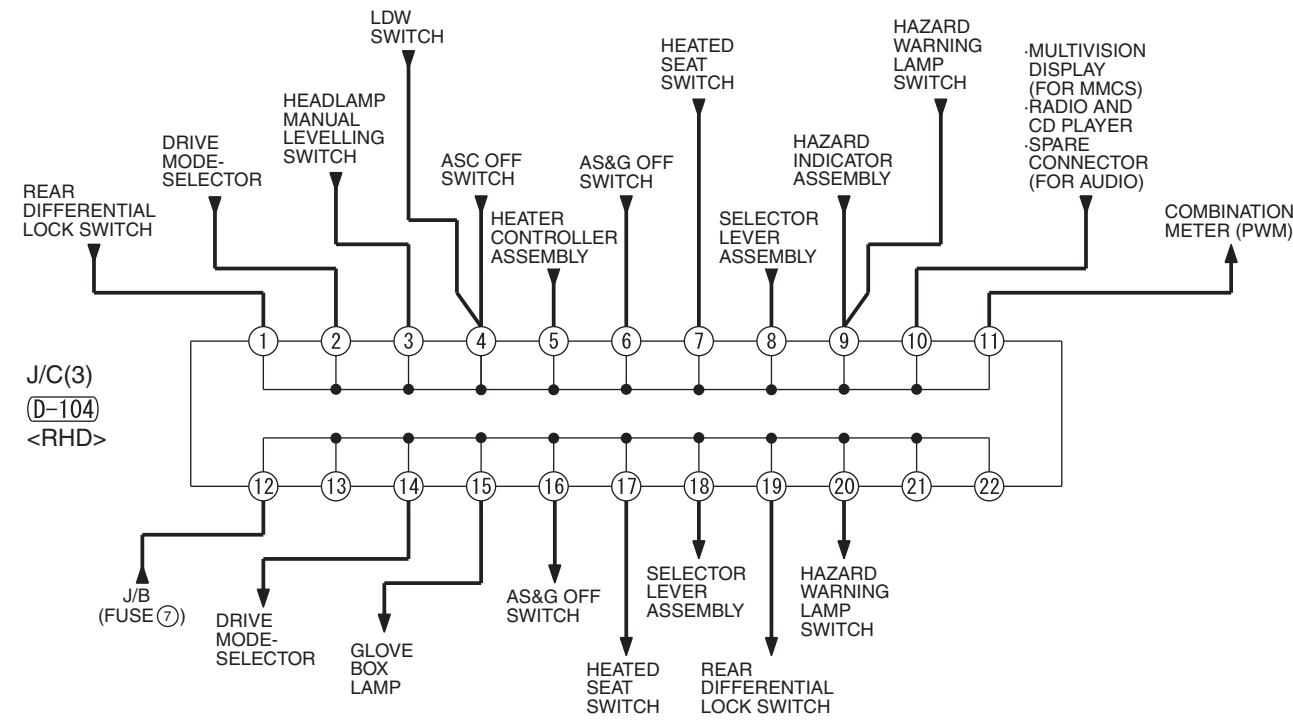 LDW
SWITCH
HAZARD
WARNING
LAMP
SWITCH
HEATED
SEAT
SWITCH
·MULTIVISION
DISPLAY
(FOR MMCS)
·RADIO AND
CD PLAYER
·SPARE
CONNECTOR
(FOR AUDIO)
HEADLAMP
MANUAL
LEVELLING
SWITCH
DRIVE
MODE-
SELECTOR
HAZARD
INDICATOR
ASSEMBLY
ASC OFF
SWITCH
AS&G OFF
SWITCH
REAR
DIFFERENTIAL
LOCK SWITCH
HEATER
CONTROLLER
ASSEMBLY
SELECTOR
LEVER
ASSEMBLY
COMBINATION
METER (PWM)
1 2 3 4 5 6 7 8 9 10 11
J/C(3)
D-104
<RHD>
12 13 14 15 16 17 18 19 20 21 22
J/B
(FUSE 7)
DRIVE
MODE-
SELECTOR
GLOVE
BOX
LAMP
AS&G OFF
SWITCH
HEATED
SEAT
SWITCH
SELECTOR
LEVER
ASSEMBLY
REAR
DIFFERENTIAL
LOCK SWITCH
HAZARD
WARNING
LAMP
SWITCH